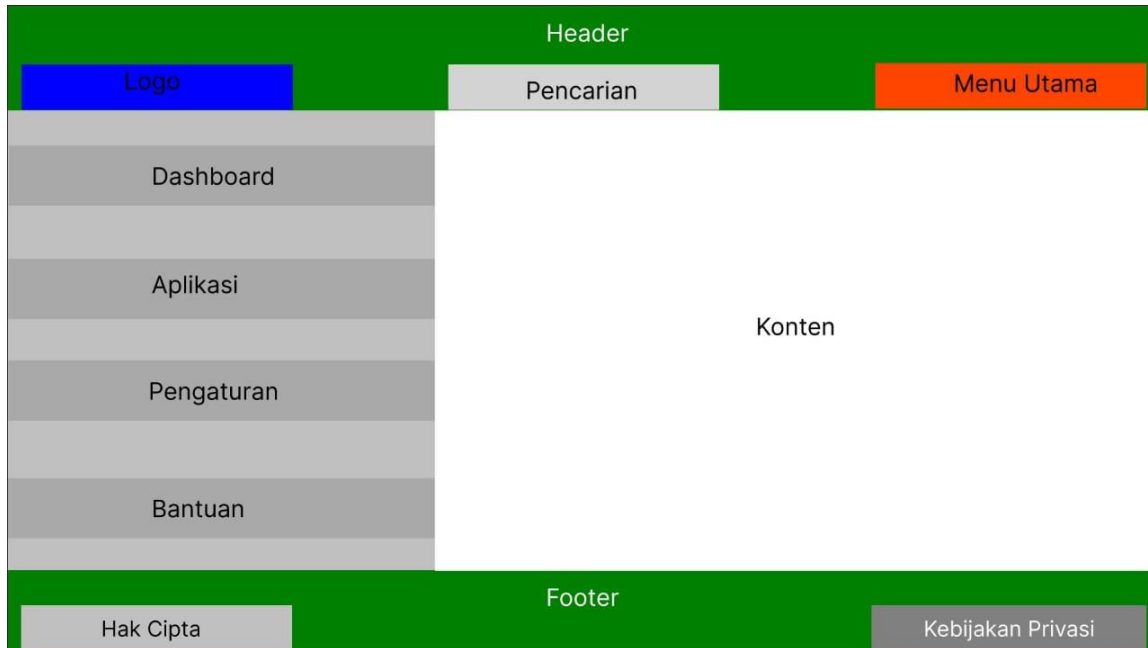 Header
Logo
Pencarian
Menu Utama
Dashboard
Aplikasi
Pengaturan
Bantuan
Konten
Footer
Hak Cipta
Kebijakan Privasi